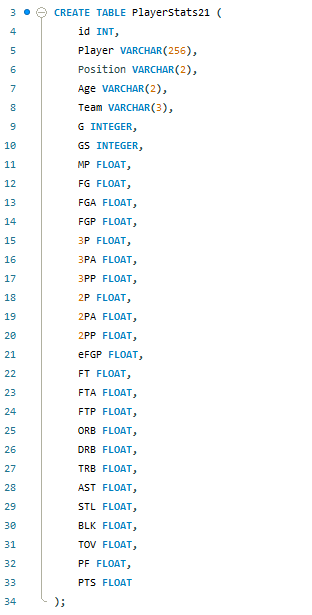 3 CREATE TABLE PlayerStats21 (
4 id INT,
5 Player VARCHAR(256),
6 Position VARCHAR(2),
7 Age VARCHAR(2),
8 Team VARCHAR(3),
9 G INTEGER,
10 GS INTEGER,
11 MP FLOAT,
12 FG FLOAT,
13 FGA FLOAT,
14 FGP FLOAT,
15 3P FLOAT,
16 3PA FLOAT,
17 3PP FLOAT,
18 2P FLOAT,
19 2PA FLOAT,
20 2PP FLOAT,
21 eFGP FLOAT,
22 FT FLOAT,
23 FTA FLOAT,
24 FTP FLOAT,
25 ORB FLOAT,
26 DRB FLOAT,
27 TRB FLOAT,
28 AST FLOAT,
29 STL FLOAT,
30 BLK FLOAT,
31 TOV FLOAT,
32 PF FLOAT,
33 PTS FLOAT
34 );